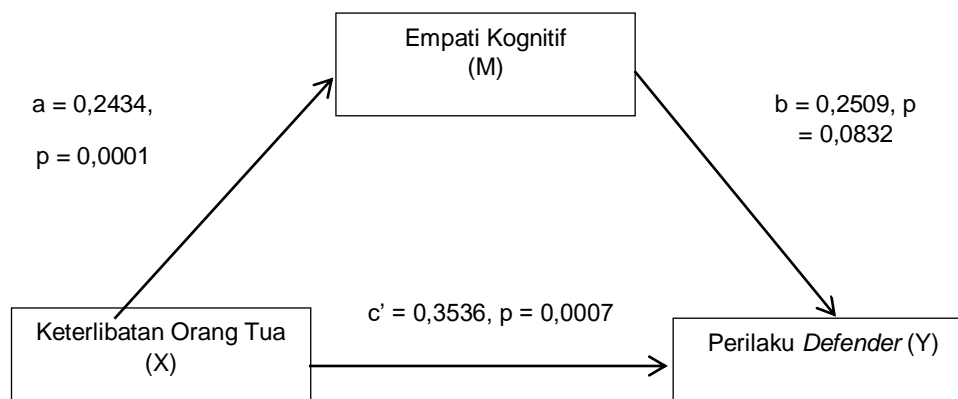 Empati Kognitif
(M)
a = 0,2434,
p = 0,0001
b = 0,2509, p
= 0,0832
c’ = 0,3536, p = 0,0007
Keterlibatan Orang Tua
(X)
Perilaku Defender (Y)